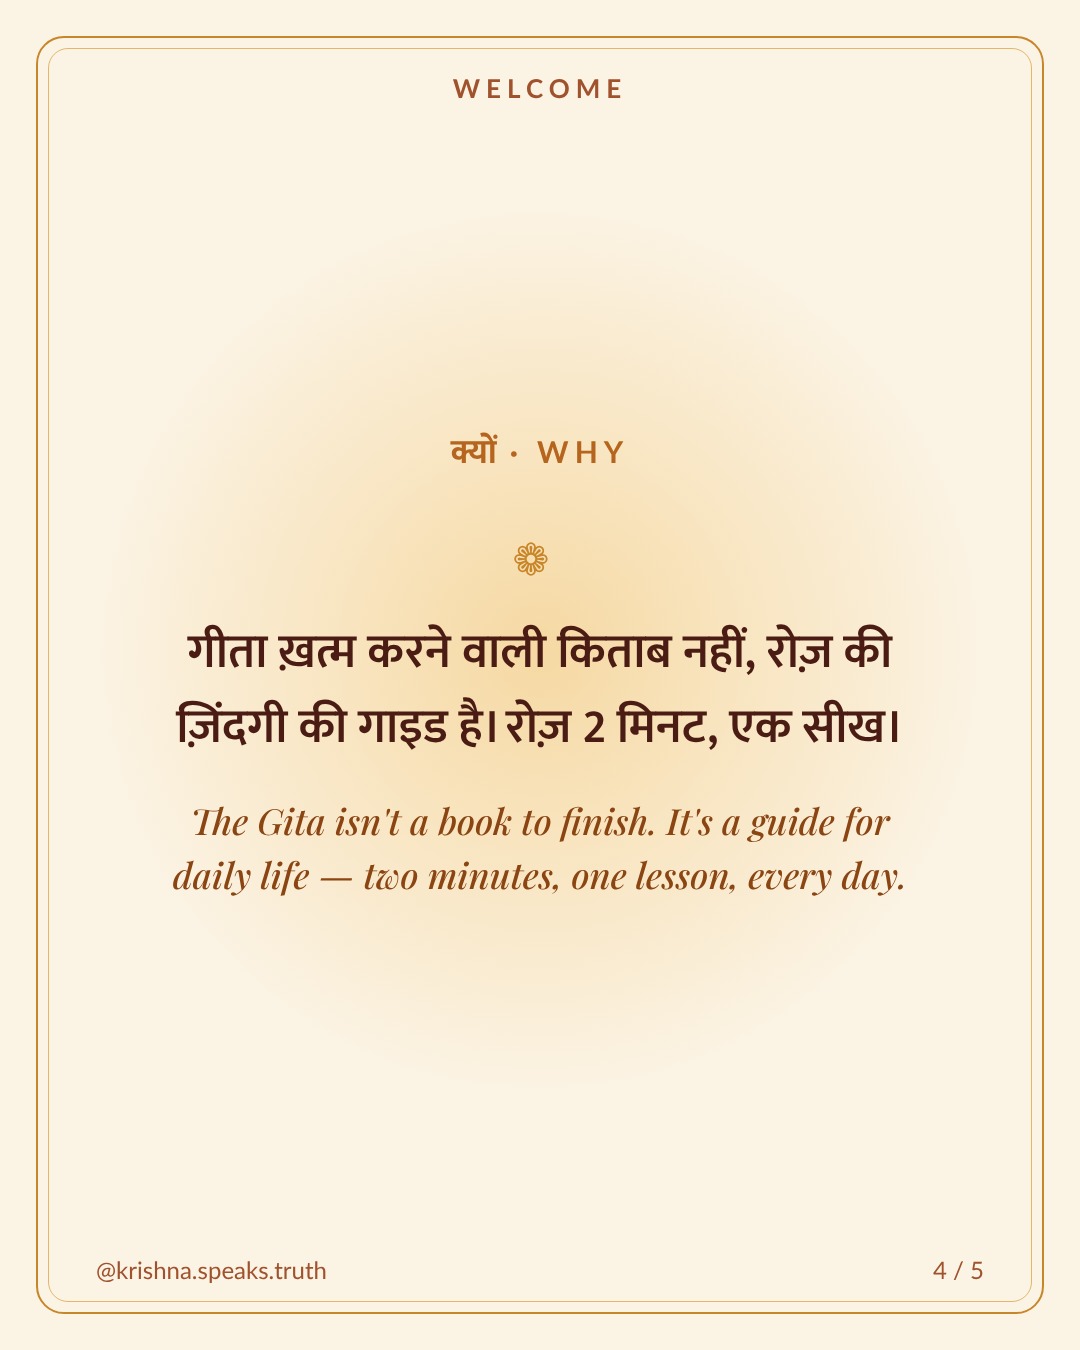 WELCOME
क्यों · WHY
गीता ख़त्म करने वाली किताब नहीं, रोज़ की
ज़िंदगी की गाइड है। रोज़ 2 मिनट, एक सीख।
The Gita isn't a book to finish. It's a guide for
daily life — two minutes, one lesson, every day.
@krishna.speaks.truth
4 / 5